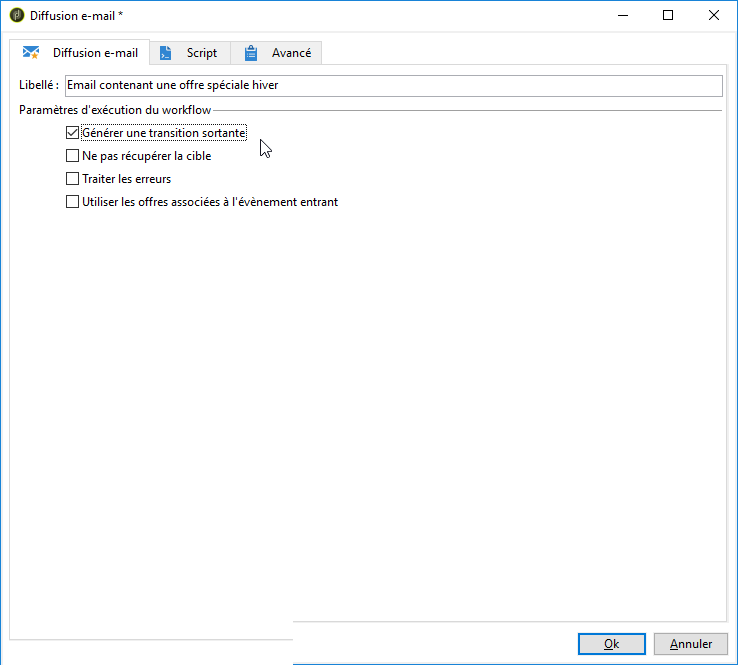 Diffusion e-mail *
Diffusion e-mail Script Avancé
Libellé : Email contenant une offre spéciale hiver
Paramètres d'exécution du workflow
Générer une transition sortante
Ne pas récupérer la cible
Traiter les erreurs
Utiliser les offres associées à l'évènement entrant
Ok Annuler